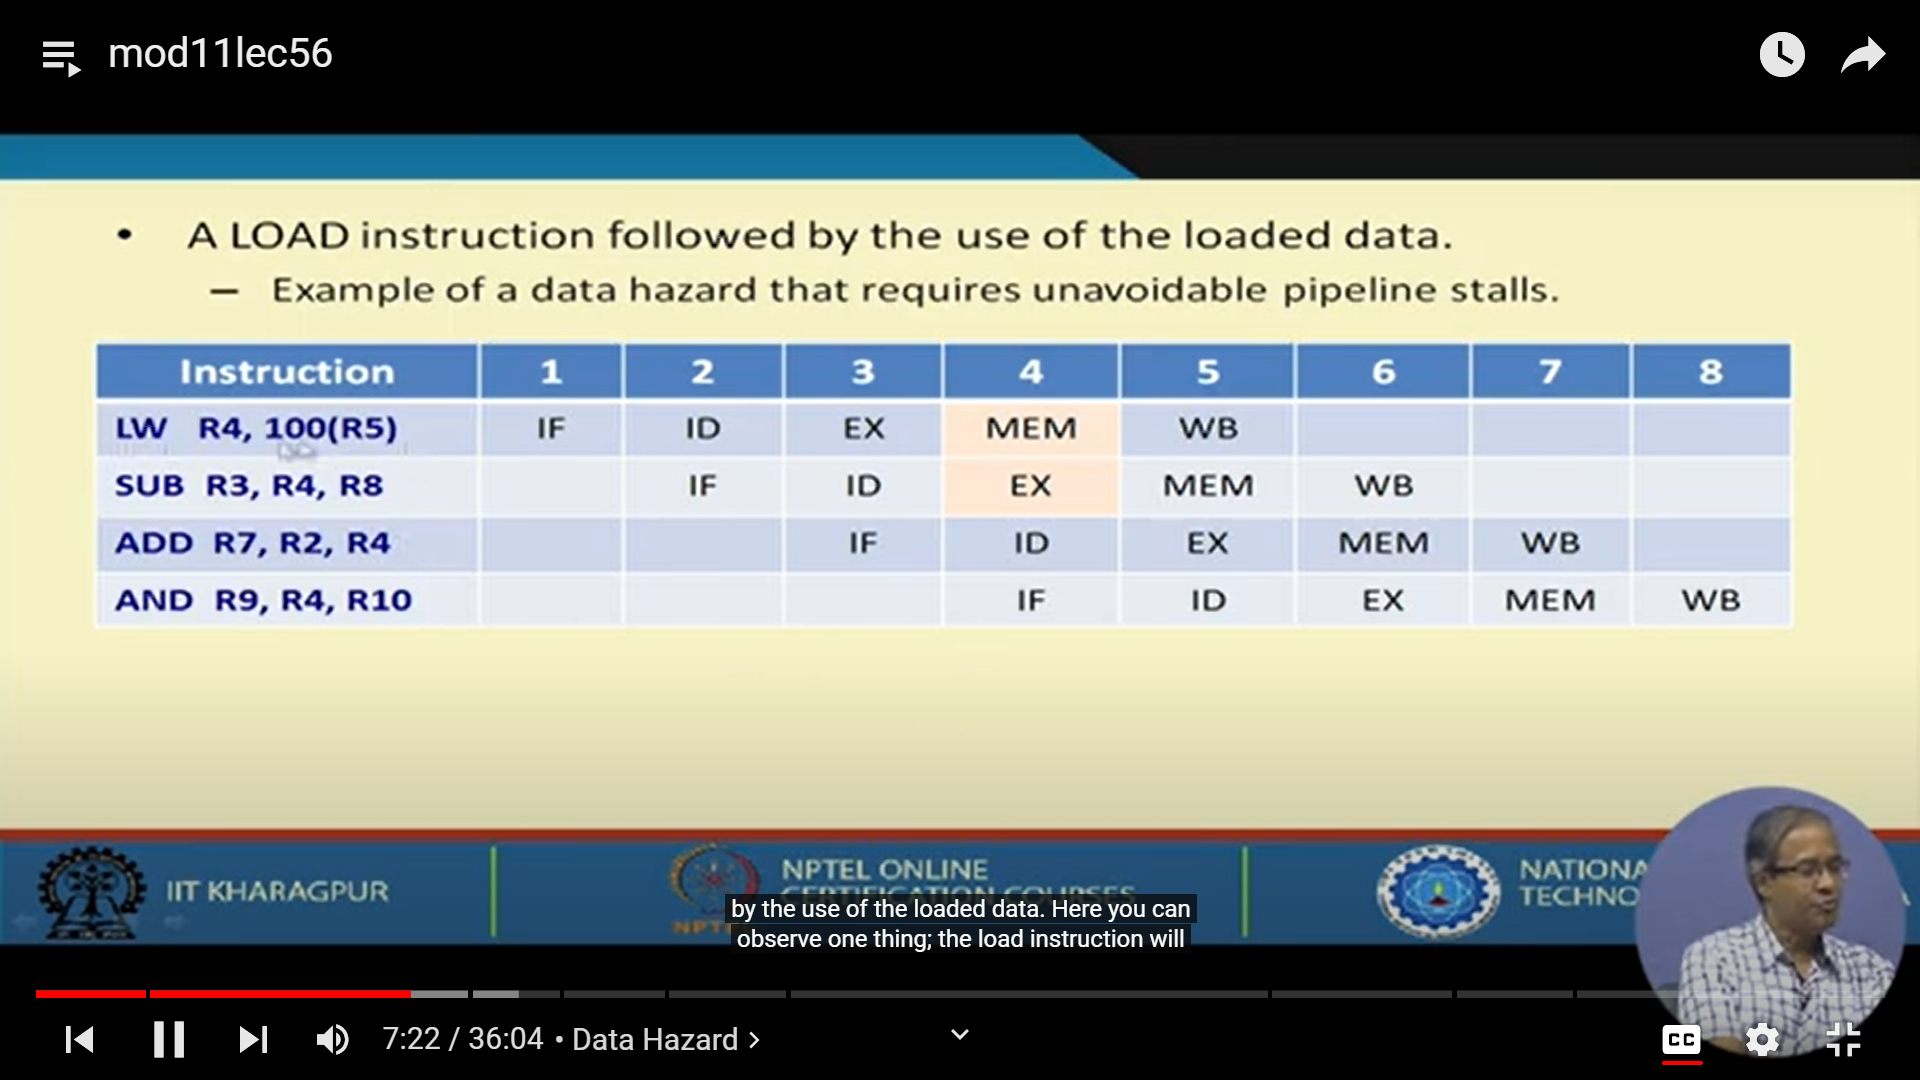 mod11lec56
• A LOAD instruction followed by the use of the loaded data.
– Example of a data hazard that requires unavoidable pipeline stalls.
Instruction 1 2 3 4 5 6 7 8
LW R4, 100(R5) IF ID EX MEM WB
SUB R3, R4, R8 IF ID EX MEM WB
ADD R7, R2, R4 IF ID EX MEM WB
AND R9, R4, R10 IF ID EX MEM WB
IIT KHARAGPUR
NPTEL ONLINE
CERTIFICATION COURSES
NATIONA
TECHNO
by the use of the loaded data. Here you can
observe one thing; the load instruction will
7:22 / 36:04 • Data Hazard >
CC